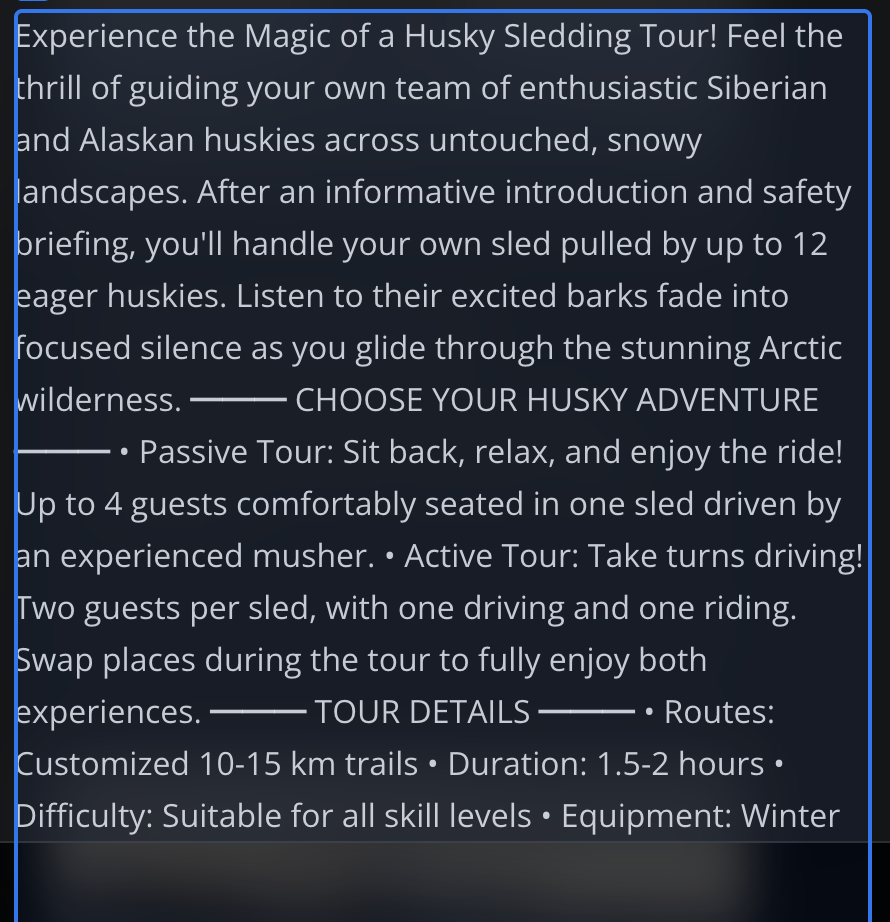 Experience the Magic of a Husky Sledding Tour! Feel the
thrill of guiding your own team of enthusiastic Siberian
and Alaskan huskies across untouched, snowy
landscapes. After an informative introduction and safety
briefing, you'll handle your own sled pulled by up to 12
eager huskies. Listen to their excited barks fade into
focused silence as you glide through the stunning Arctic
wilderness. ——— CHOOSE YOUR HUSKY ADVENTURE
——— • Passive Tour: Sit back, relax, and enjoy the ride!
Up to 4 guests comfortably seated in one sled driven by
an experienced musher. • Active Tour: Take turns driving!
Two guests per sled, with one driving and one riding.
Swap places during the tour to fully enjoy both
experiences. ——— TOUR DETAILS ——— • Routes:
Customized 10-15 km trails • Duration: 1.5-2 hours •
Difficulty: Suitable for all skill levels • Equipment: Winter